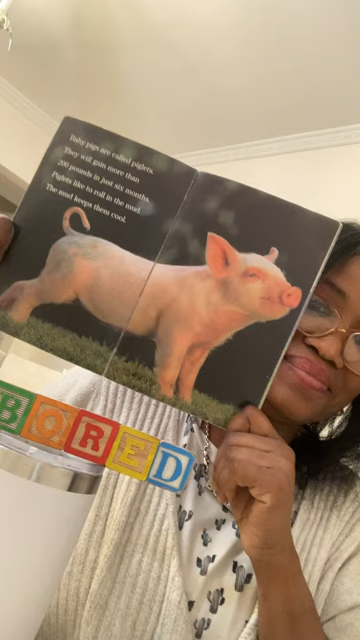 Baby pigs are called piglets.
They will gain more than
200 pounds in just six months.
Piglets like to roll in the mud.
The mud keeps them cool.
BORED